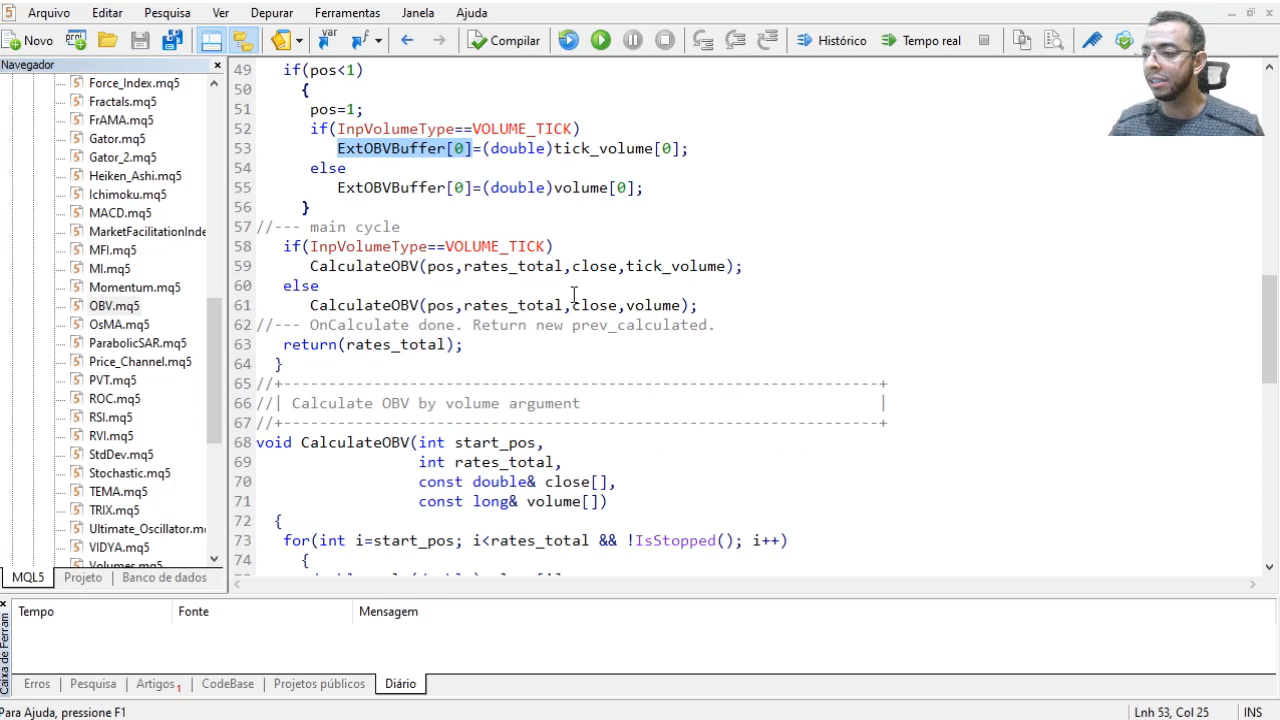 Arquivo Editar Pesquisa Ver Depurar Ferramentas Janela Ajuda
Novo var Compilar Histórico Tempo real
Navegador
Force_Index.mq5
Fractals.mq5
FrAMA.mq5
Gator.mq5
Gator_2.mq5
Heiken_Ashi.mq5
Ichimoku.mq5
MACD.mq5
MarketFacilitationInde
MFI.mq5
MI.mq5
Momentum.mq5
OBV.mq5
OsMA.mq5
ParabolicSAR.mq5
Price_Channel.mq5
PVT.mq5
ROC.mq5
RSI.mq5
RVI.mq5
StdDev.mq5
Stochastic.mq5
TEMA.mq5
TRIX.mq5
Ultimate_Oscillator.m
VIDYA.mq5
Volumes.mq5
MQL5 Projeto Banco de dados
49 if(pos<1)
50 {
51 pos=1;
52 if(InpVolumeType==VOLUME_TICK)
53 ExtOBVBuffer[0]=(double)tick_volume[0];
54 else
55 ExtOBVBuffer[0]=(double)volume[0];
56 }
57 //--- main cycle
58 if(InpVolumeType==VOLUME_TICK)
59 CalculateOBV(pos,rates_total,close,tick_volume);
60 else
61 CalculateOBV(pos,rates_total,close,volume);
62 //--- OnCalculate done. Return new prev_calculated.
63 return(rates_total);
64 }
65 //+------------------------------------------------------------------+
66 //| Calculate OBV by volume argument |
67 //+------------------------------------------------------------------+
68 void CalculateOBV(int start_pos,
69 int rates_total,
70 const double& close[],
71 const long& volume[])
72 {
73 for(int i=start_pos; i<rates_total && !IsStopped(); i++)
74 {
Tempo Fonte Mensagem
Caixa de Ferram
Erros Pesquisa Artigos 1 CodeBase Projetos públicos Diário
Para Ajuda, pressione F1 Lnh 53, Col 25 INS